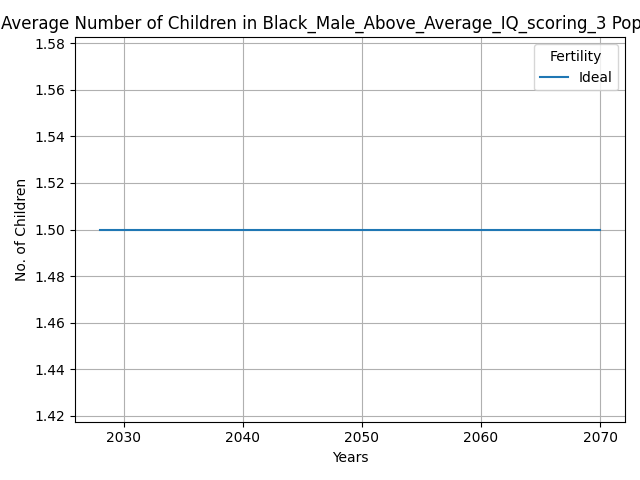 Average Number of Children in Black_Male_Above_Average_IQ_scoring_3 Pop
1.58
1.56
1.54
1.52
1.50
1.48
1.46
1.44
1.42
No. of Children
Fertility
Ideal
2030 2040 2050 2060 2070
Years